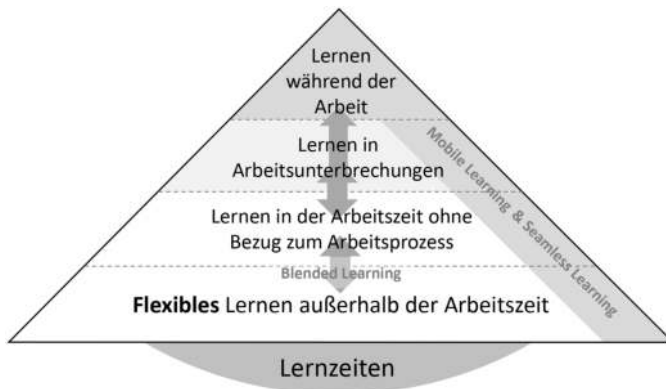 Lernen
während der
Arbeit
Lernen in
Arbeitsunterbrechungen
Mobile Learning & Seamless Learning
Lernen in der Arbeitszeit ohne
Bezug zum Arbeitsprozess
Blended Learning
Flexibles Lernen außerhalb der Arbeitszeit
Lernzeiten